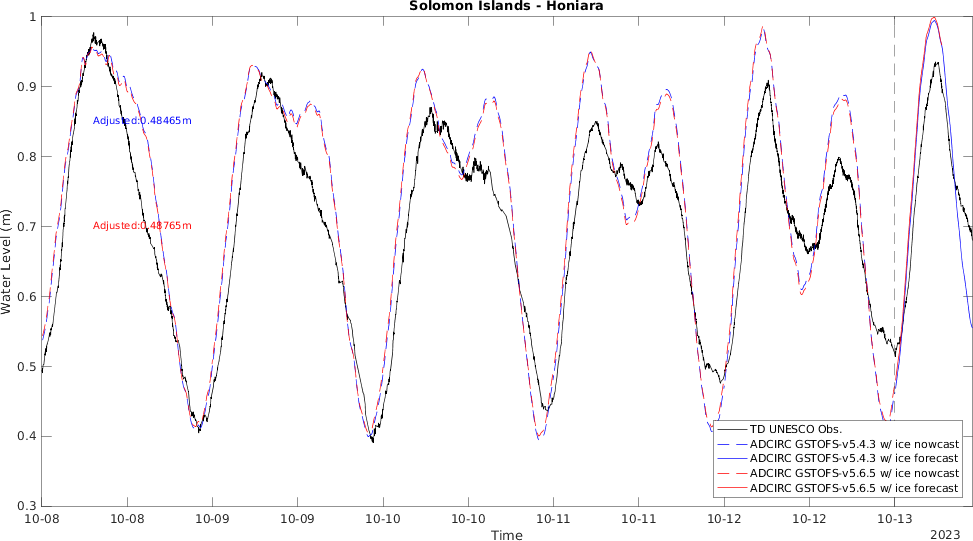 Solomon Islands - Honiara
1
0.9
0.8
0.7
0.6
0.5
0.4
0.3
Water Level (m)
Adjusted:0.48465m
Adjusted:0.48765m
TD UNESCO Obs.
ADCIRC GSTOFS-v5.4.3 w/ ice nowcast
ADCIRC GSTOFS-v5.4.3 w/ ice forecast
ADCIRC GSTOFS-v5.6.5 w/ ice nowcast
ADCIRC GSTOFS-v5.6.5 w/ ice forecast
10-08 10-08 10-09 10-09 10-10 10-10 10-11 10-11 10-12 10-12 10-13
Time
2023